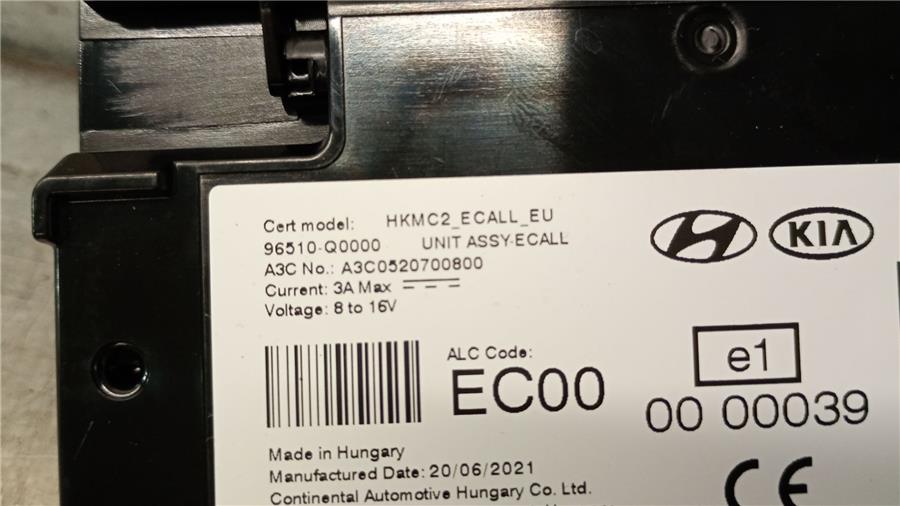 Cert model: HKMC2_ECALL_EU
96510-Q0000 UNIT ASSY-ECALL
A3C No.: A3C0520700800
Current: 3A Max
Voltage: 8 to 16V
KIA
ALC Code:
EC00
e1
00 00039
Made in Hungary
Manufactured Date: 20/06/2021
Continental Automotive Hungary Co. Ltd.
CE